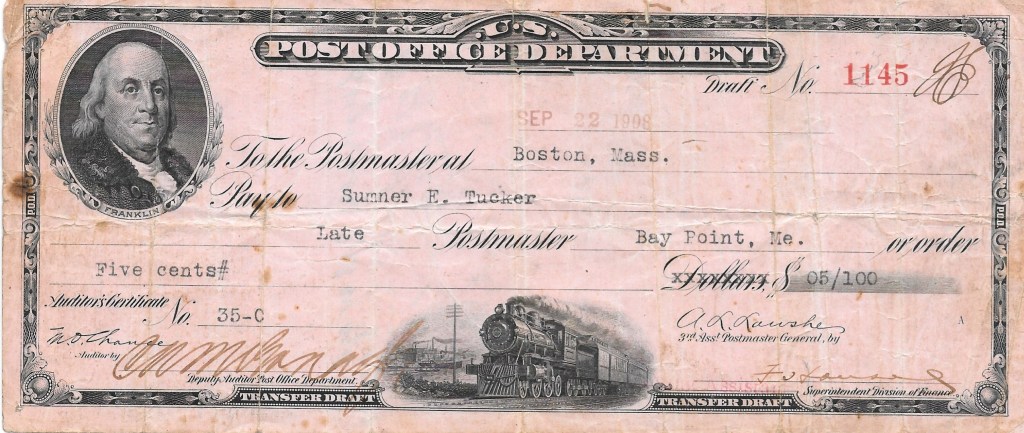 U.S.
POST OFFICE DEPARTMENT
Draft No. 1145
SEP 22 1908
To the Postmaster at Boston, Mass.
Pay to Sumner E. Tucker
FRANKLIN
Late Postmaster Bay Point, Me. or order
Five cents# Dollars $ 05/100
Auditor's Certificate
No. 35-C
A. L. Lawshe
3rd. Asst. Postmaster General, by
Auditor by
Deputy Auditor Post Office Department.
Superintendent Division of Finance.
TRANSFER DRAFT TRANSFER DRAFT